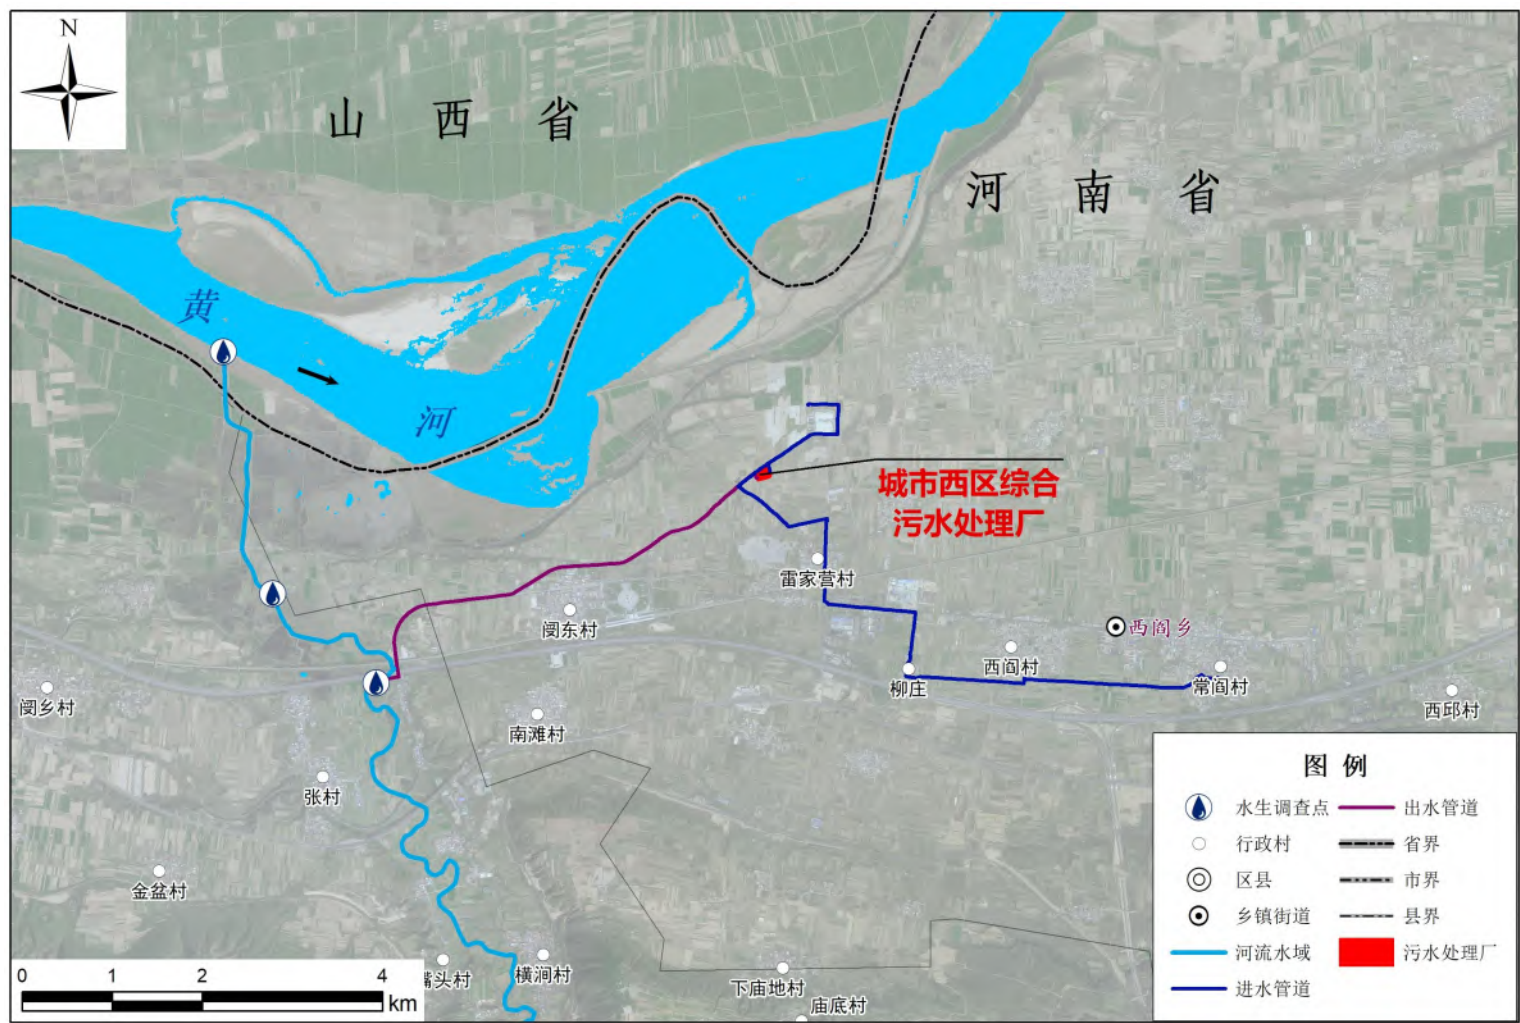 N
山西省
河南省
黄
河
城市西区综合
污水处理厂
雷家营村
阌东村
西阎乡
西阎村
柳庄
常阎村
西邱村
阌乡村
南滩村
张村
金盆村
嘴头村
横涧村
下庙地村
庙底村
0 1 2 4
km
图例
水生调查点 出水管道
行政村 省界
区县 市界
乡镇街道 县界
河流水域 污水处理厂
进水管道